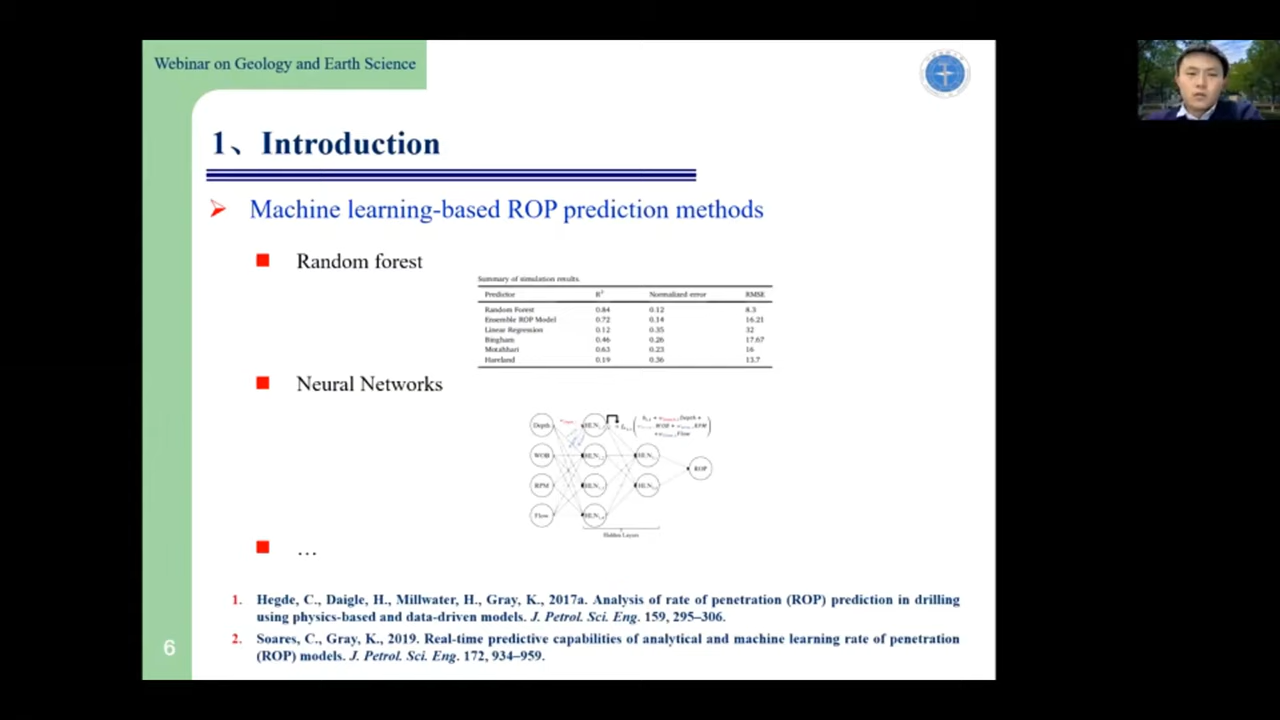 Webinar on Geology and Earth Science
1、Introduction
Machine learning-based ROP prediction methods
Random forest
Summary of simulation results.
Predictor R² Normalized error RMSE
Random Forest 0.84 0.12 8.3
Ensemble ROP Model 0.72 0.14 16.21
Linear Regression 0.12 0.35 32
Bingham 0.46 0.26 17.67
Motahhari 0.63 0.23 16
Hareland 0.19 0.36 13.7
Neural Networks
Depth
WOB
RPM
Flow
HLN
HLN
HLN
HLN
HLN
HLN
ROP
Hidden Layers
...
1. Hegde, C., Daigle, H., Millwater, H., Gray, K., 2017a. Analysis of rate of penetration (ROP) prediction in drilling
using physics-based and data-driven models. J. Petrol. Sci. Eng. 159, 295–306.
2. Soares, C., Gray, K., 2019. Real-time predictive capabilities of analytical and machine learning rate of penetration
(ROP) models. J. Petrol. Sci. Eng. 172, 934–959.
6